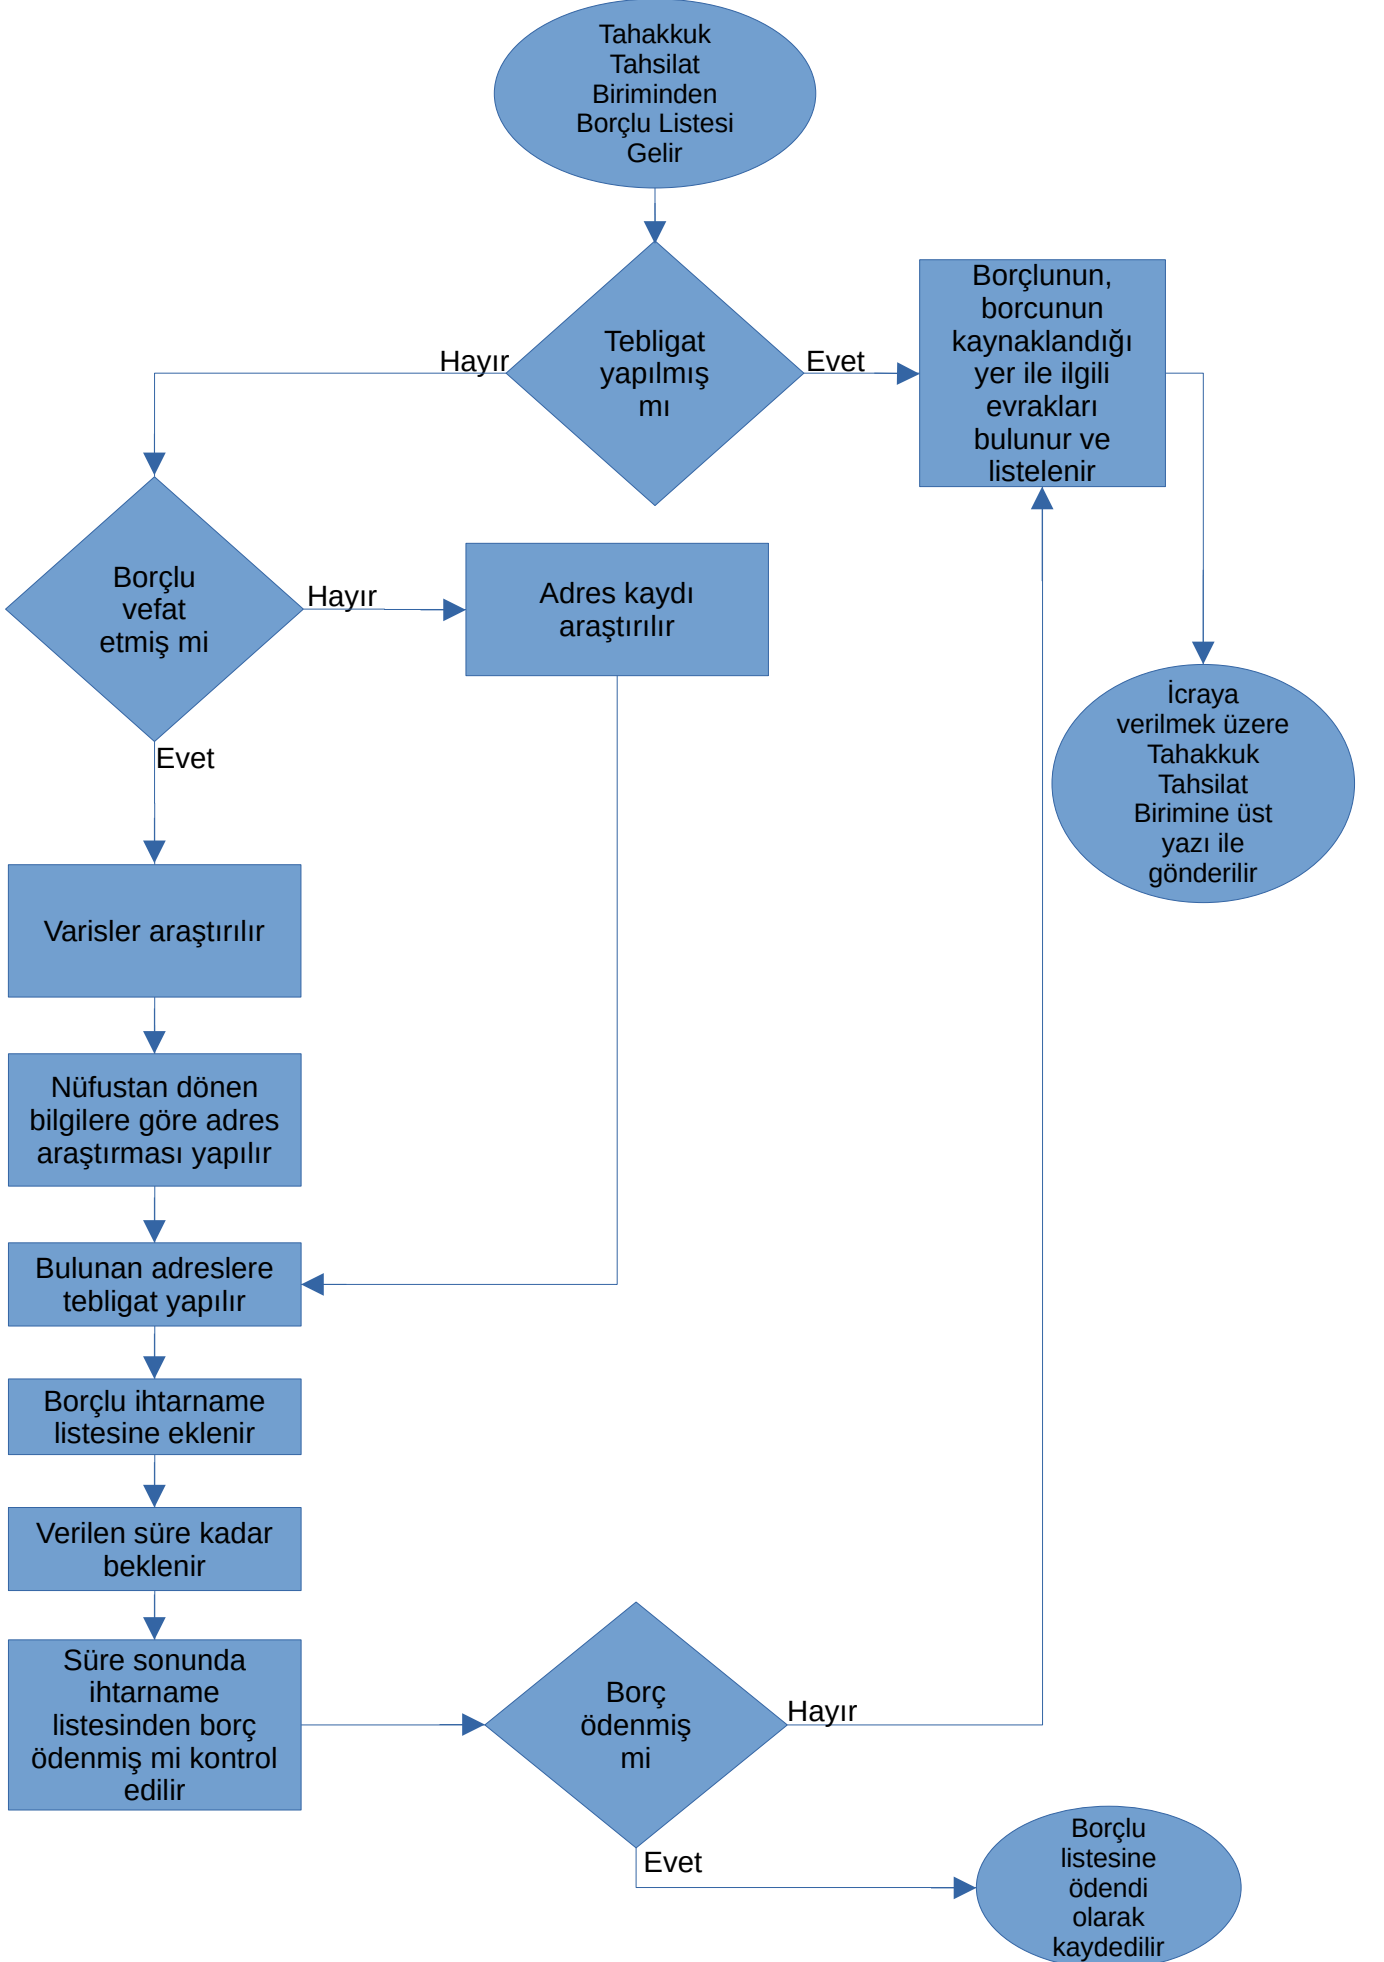 Tahakkuk
Tahsilat
Biriminden
Borçlu Listesi
Gelir
Tebligat
yapılmış
mı
Hayır
Evet
Borçlunun,
borcunun
kaynaklandığı
yer ile ilgili
evrakları
bulunur ve
listelenir
Borçlu
vefat
etmiş mi
Hayır
Evet
Adres kaydı
araştırılır
İcraya
verilmek üzere
Tahakkuk
Tahsilat
Birimine üst
yazı ile
gönderilir
Varisler araştırılır
Nüfustan dönen
bilgilere göre adres
araştırması yapılır
Bulunan adreslere
tebligat yapılır
Borçlu ihtarname
listesine eklenir
Verilen süre kadar
beklenir
Süre sonunda
ihtarname
listesinden borç
ödenmiş mi kontrol
edilir
Borç
ödenmiş
mi
Hayır
Evet
Borçlu
listesine
ödendi
olarak
kaydedilir